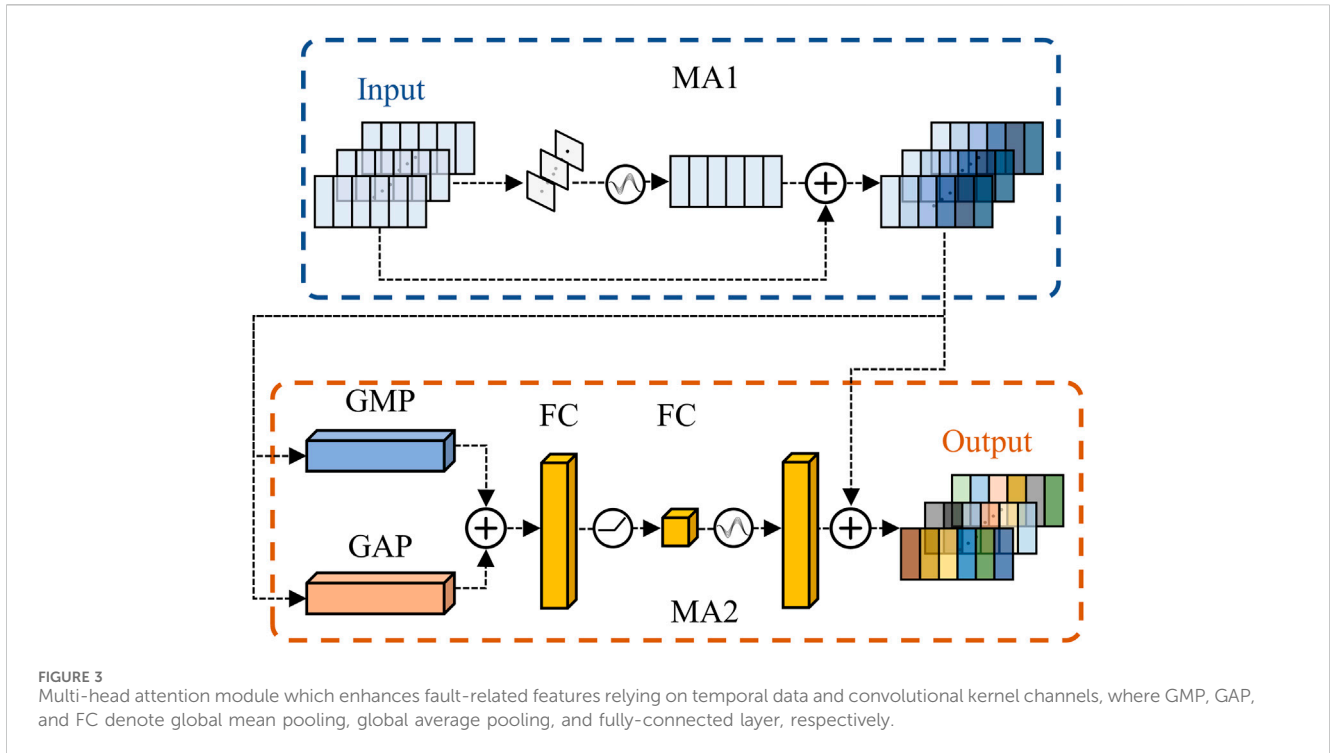 MA1
Input
GMP
FC
FC
Output
GAP
MA2
FIGURE 3
Multi-head attention module which enhances fault-related features relying on temporal data and convolutional kernel channels, where GMP, GAP,
and FC denote global mean pooling, global average pooling, and fully-connected layer, respectively.